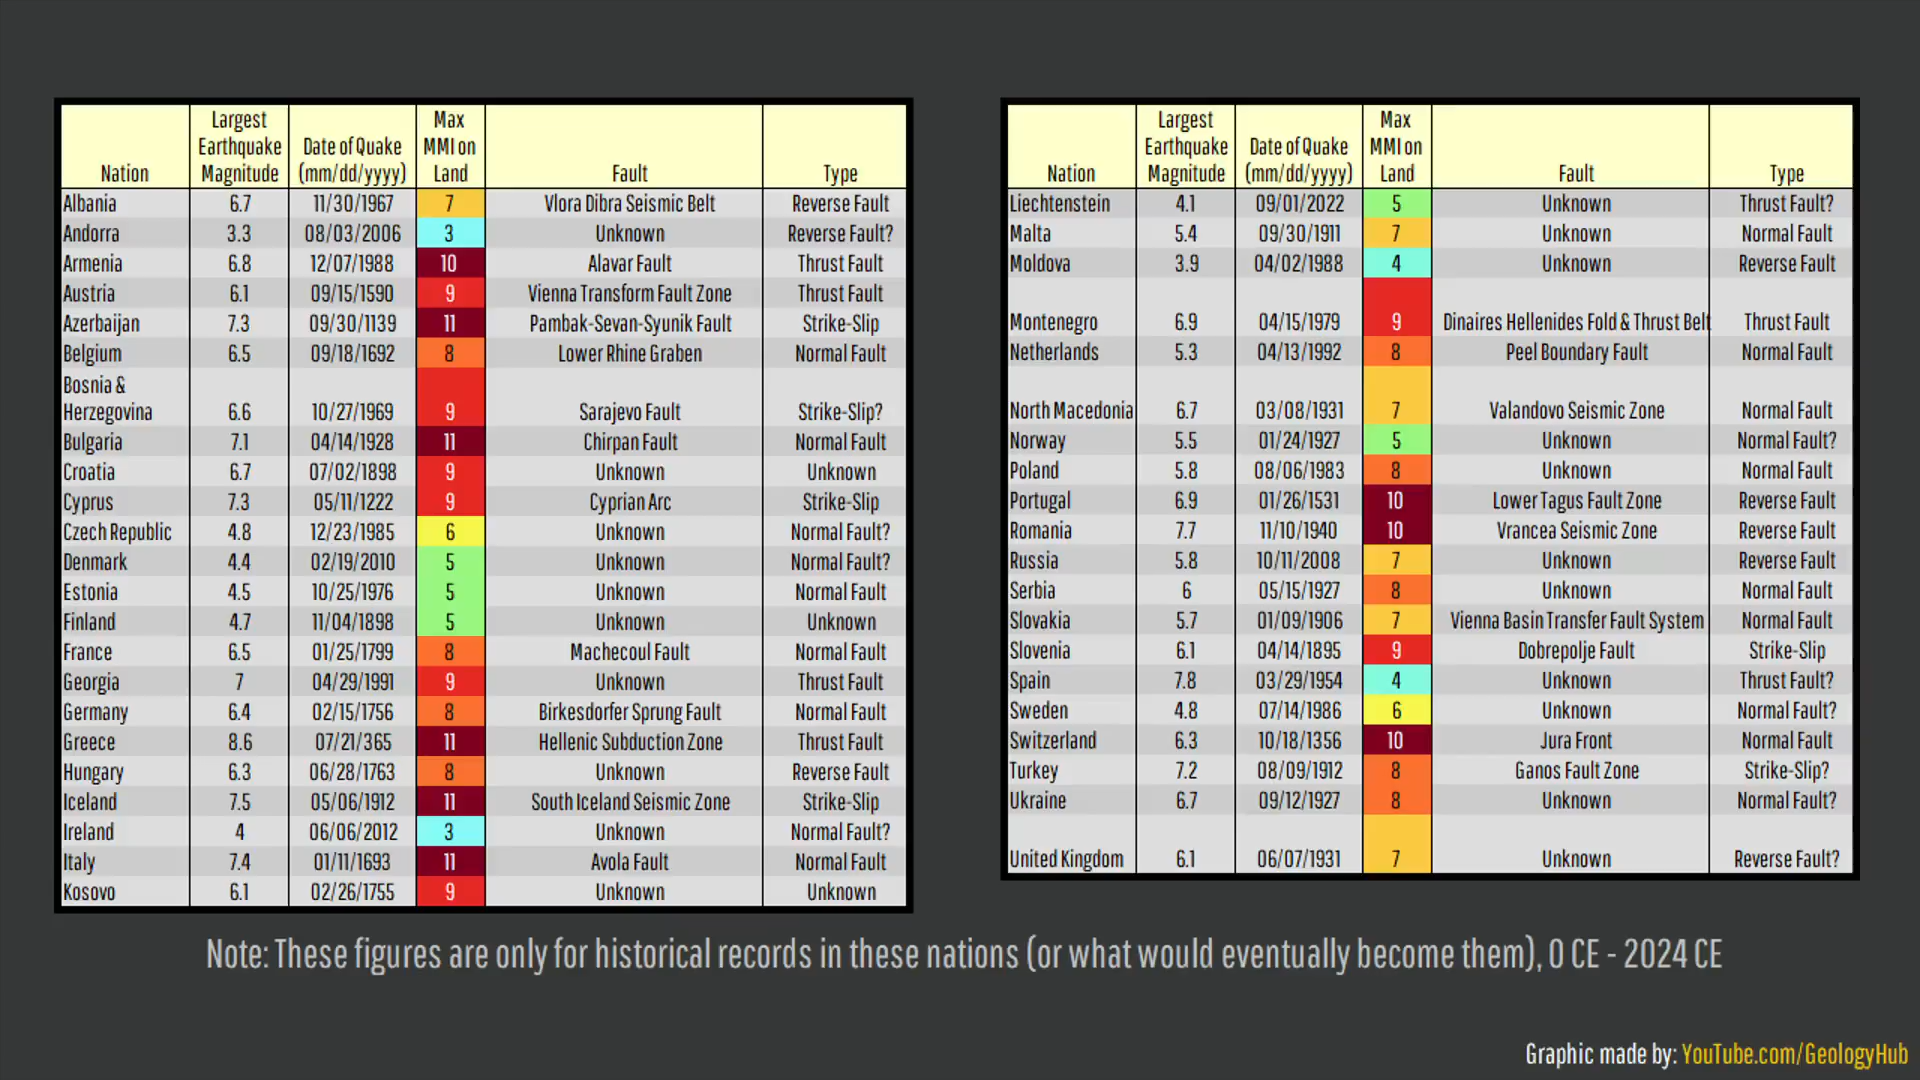 Nation Largest Earthquake Magnitude Date of Quake (mm/dd/yyyy) Max MMI on Land Fault Type
Albania 6.7 11/30/1967 7 Vlora Dibra Seismic Belt Reverse Fault
Andorra 3.3 08/03/2006 3 Unknown Reverse Fault?
Armenia 6.8 12/07/1988 10 Alavar Fault Thrust Fault
Austria 6.1 09/15/1590 9 Vienna Transform Fault Zone Thrust Fault
Azerbaijan 7.3 09/30/1139 11 Pambak-Sevan-Syunik Fault Strike-Slip
Belgium 6.5 09/18/1692 8 Lower Rhine Graben Normal Fault
Bosnia & Herzegovina 6.6 10/27/1969 9 Sarajevo Fault Strike-Slip?
Bulgaria 7.1 04/14/1928 11 Chirpan Fault Normal Fault
Croatia 6.7 07/02/1898 9 Unknown Unknown
Cyprus 7.3 05/11/1222 9 Cyprian Arc Strike-Slip
Czech Republic 4.8 12/23/1985 6 Unknown Normal Fault?
Denmark 4.4 02/19/2010 5 Unknown Normal Fault?
Estonia 4.5 10/25/1976 5 Unknown Normal Fault
Finland 4.7 11/04/1898 5 Unknown Unknown
France 6.5 01/25/1799 8 Machecoul Fault Normal Fault
Georgia 7 04/29/1991 9 Unknown Thrust Fault
Germany 6.4 02/15/1756 8 Birkesdorfer Sprung Fault Normal Fault
Greece 8.6 07/21/365 11 Hellenic Subduction Zone Thrust Fault
Hungary 6.3 06/28/1763 8 Unknown Reverse Fault
Iceland 7.5 05/06/1912 11 South Iceland Seismic Zone Strike-Slip
Ireland 4 06/06/2012 3 Unknown Normal Fault?
Italy 7.4 01/11/1693 11 Avola Fault Normal Fault
Kosovo 6.1 02/26/1755 9 Unknown Unknown
Nation Largest Earthquake Magnitude Date of Quake (mm/dd/yyyy) Max MMI on Land Fault Type
Liechtenstein 4.1 09/01/2022 5 Unknown Thrust Fault?
Malta 5.4 09/30/1911 7 Unknown Normal Fault
Moldova 3.9 04/02/1988 4 Unknown Reverse Fault
Montenegro 6.9 04/15/1979 9 Dinaires Hellenides Fold & Thrust Belt Thrust Fault
Netherlands 5.3 04/13/1992 8 Peel Boundary Fault Normal Fault
North Macedonia 6.7 03/08/1931 7 Valandovo Seismic Zone Normal Fault
Norway 5.5 01/24/1927 5 Unknown Normal Fault?
Poland 5.8 08/06/1983 8 Unknown Normal Fault
Portugal 6.9 01/26/1531 10 Lower Tagus Fault Zone Reverse Fault
Romania 7.7 11/10/1940 10 Vrancea Seismic Zone Reverse Fault
Russia 5.8 10/11/2008 7 Unknown Reverse Fault
Serbia 6 05/15/1927 8 Unknown Normal Fault
Slovakia 5.7 01/09/1906 7 Vienna Basin Transfer Fault System Normal Fault
Slovenia 6.1 04/14/1895 9 Dobrepolje Fault Strike-Slip
Spain 7.8 03/29/1954 4 Unknown Thrust Fault?
Sweden 4.8 07/14/1986 6 Unknown Normal Fault?
Switzerland 6.3 10/18/1356 10 Jura Front Normal Fault
Turkey 7.2 08/09/1912 8 Ganos Fault Zone Strike-Slip?
Ukraine 6.7 09/12/1927 8 Unknown Normal Fault?
United Kingdom 6.1 06/07/1931 7 Unknown Reverse Fault?
Note: These figures are only for historical records in these nations (or what would eventually become them), 0 CE - 2024 CE
Graphic made by: YouTube.com/GeologyHub